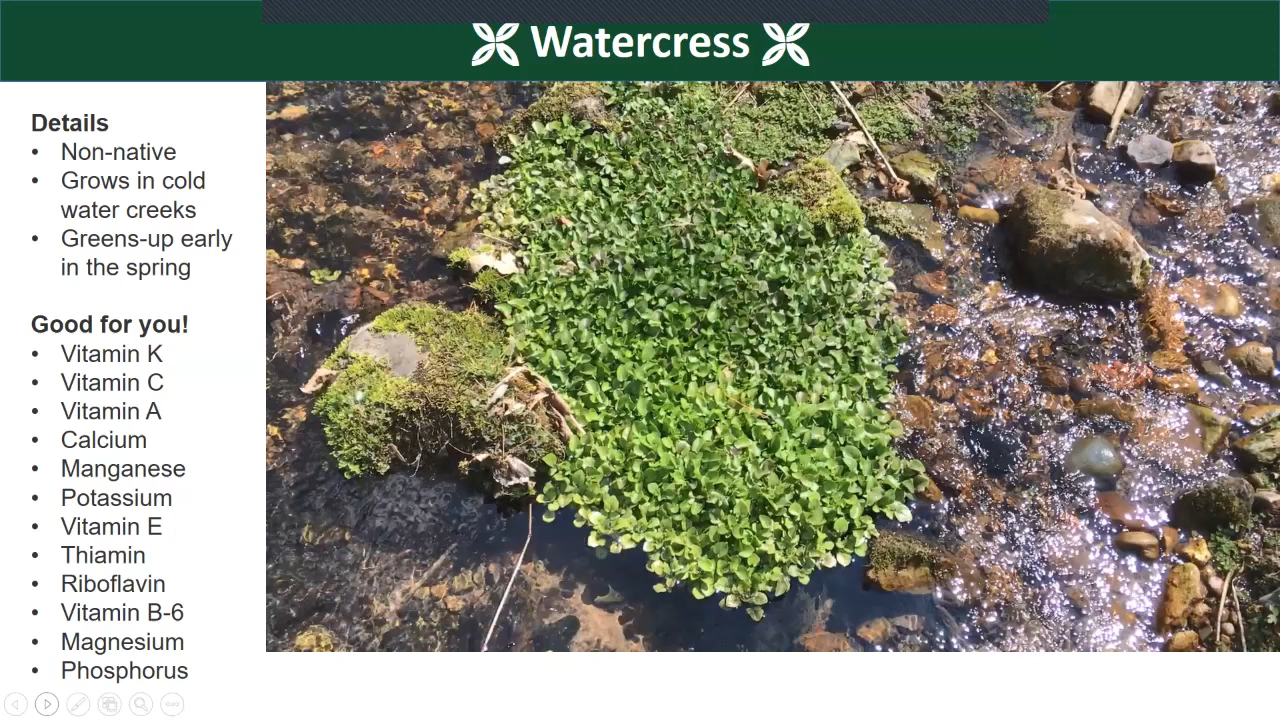 Watercress
Details
• Non-native
• Grows in cold
water creeks
• Greens-up early
in the spring
Good for you!
• Vitamin K
• Vitamin C
• Vitamin A
• Calcium
• Manganese
• Potassium
• Vitamin E
• Thiamin
• Riboflavin
• Vitamin B-6
• Magnesium
• Phosphorus